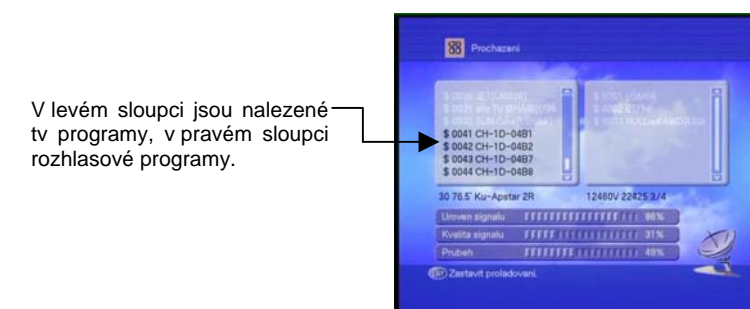 V levém sloupci jsou nalezené
tv programy, v pravém sloupci
rozhlasové programy.
Prochazeni
$ 0041 CH-1D-04B1
$ 0042 CH-1D-04B2
$ 0043 CH-1D-04B7
$ 0044 CH-1D-04B8
30 76.5° Ku-Apstar 2R 12460V 22425 3/4
Uroven signalu 86%
Kvalita signalu 31%
Prubeh 49%
Zastavit proladovani.